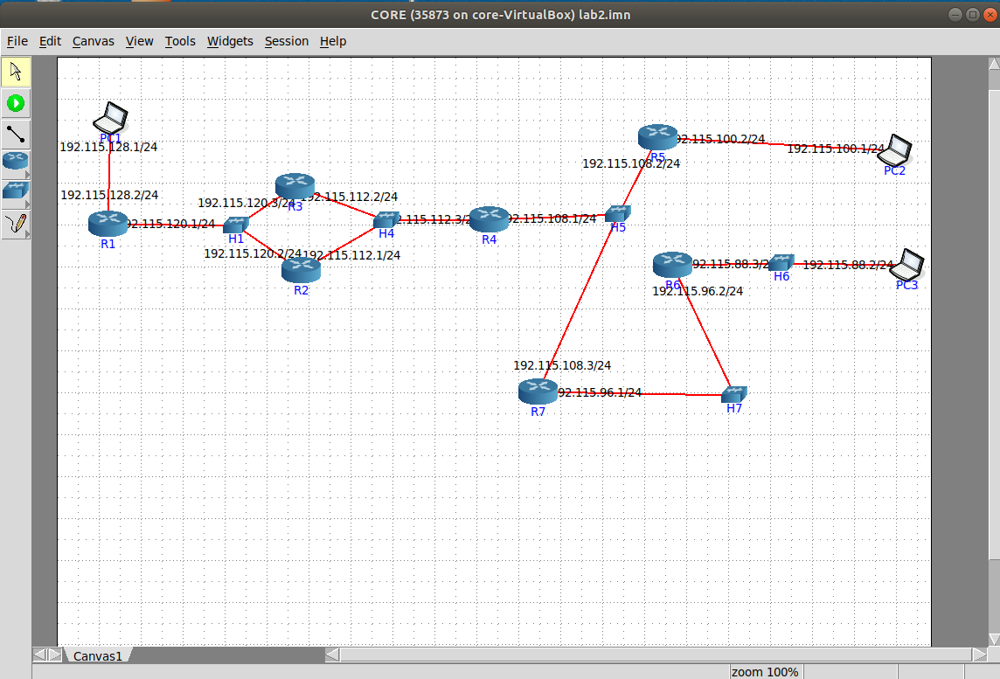 CORE (35873 on core-VirtualBox) lab2.imn
File Edit Canvas View Tools Widgets Session Help
PC1
192.115.128.1/24
192.115.128.2/24
R1
92.115.120.1/24
H1
192.115.120.3/24
R3
92.115.112.2/24
192.115.120.2/24
192.115.112.1/24
R2
H4
2.115.112.3/2
R4
92.115.108.1/24
H5
R5
192.115.108.2/24
92.115.100.2/24
192.115.100.1/24
PC2
R6
92.115.88.3/2
192.115.96.2/24
H6
192.115.88.2/24
PC3
192.115.108.3/24
R7
92.115.96.1/24
H7
Canvas1
zoom 100%